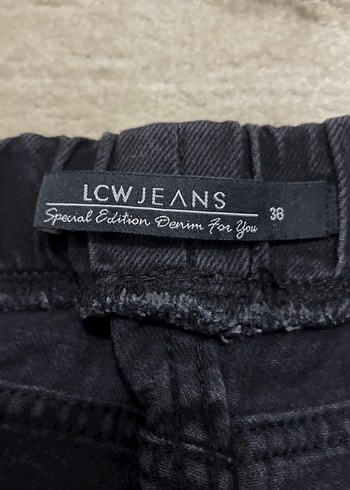 LCWJEANS
Special Edition Denim For You
38